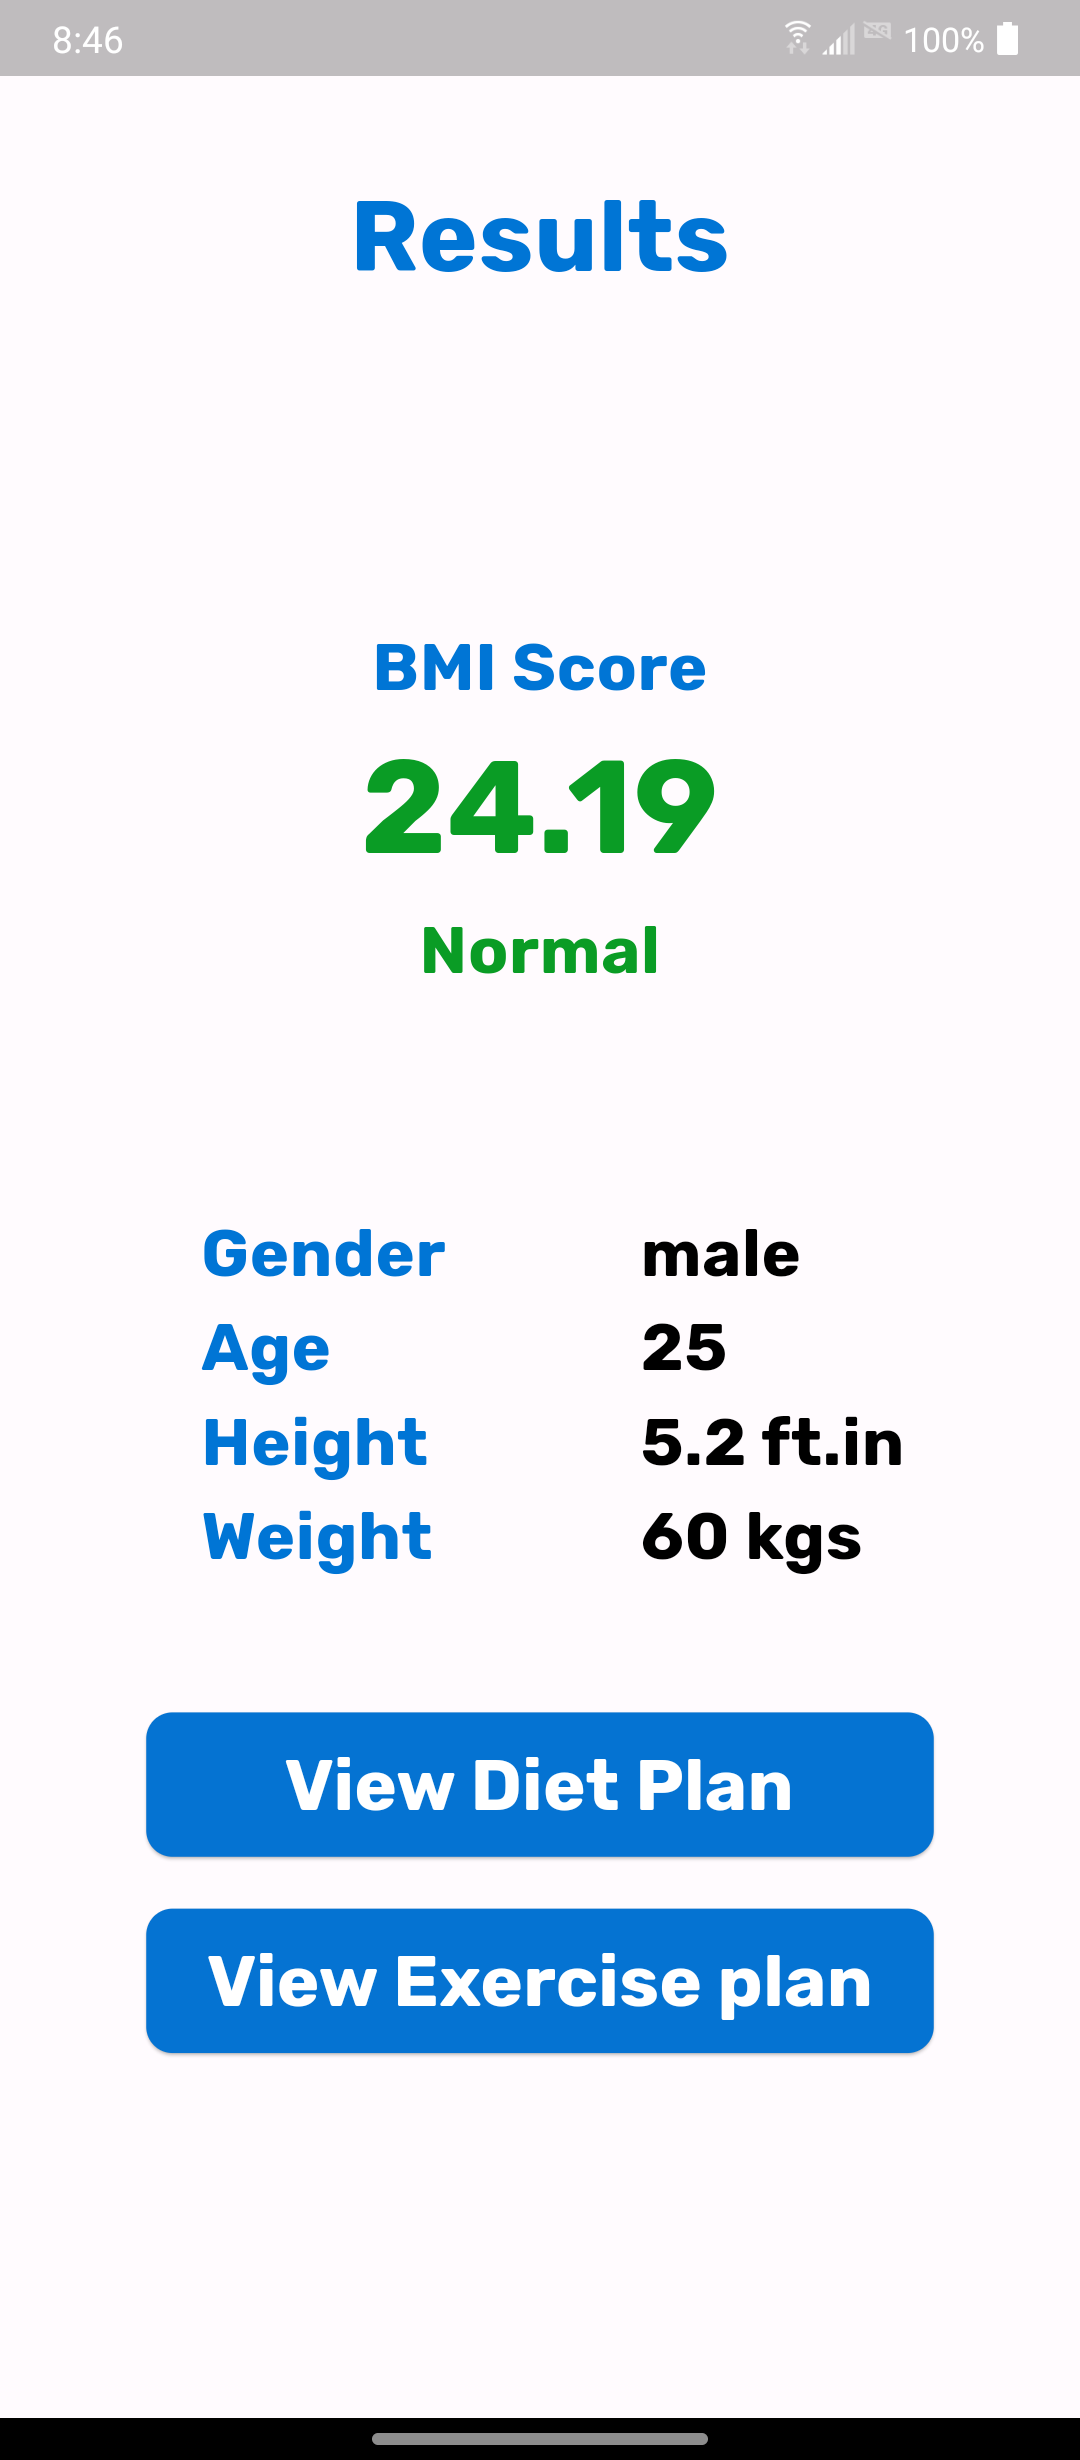 8:46 100%
Results
BMI Score
24.19
Normal
Gender male
Age 25
Height 5.2 ft.in
Weight 60 kgs
View Diet Plan
View Exercise plan